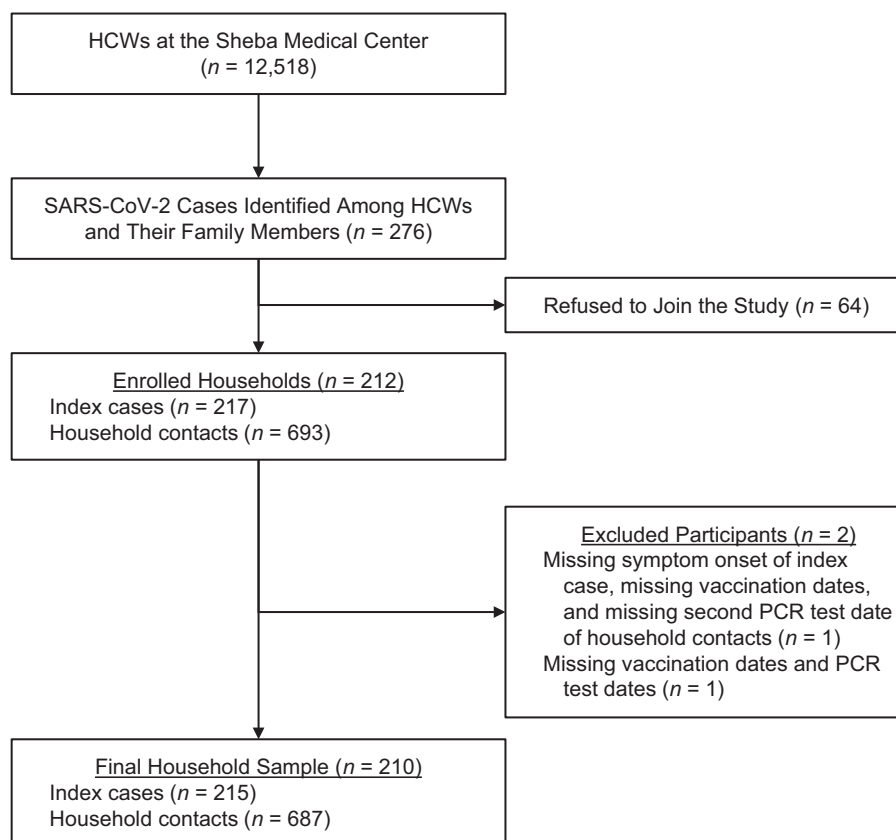 HCWs at the Sheba Medical Center
(n = 12,518)
SARS-CoV-2 Cases Identified Among HCWs
and Their Family Members (n = 276)
Refused to Join the Study (n = 64)
Enrolled Households (n = 212)
Index cases (n = 217)
Household contacts (n = 693)
Excluded Participants (n = 2)
Missing symptom onset of index
case, missing vaccination dates,
and missing second PCR test date
of household contacts (n = 1)
Missing vaccination dates and PCR
test dates (n = 1)
Final Household Sample (n = 210)
Index cases (n = 215)
Household contacts (n = 687)